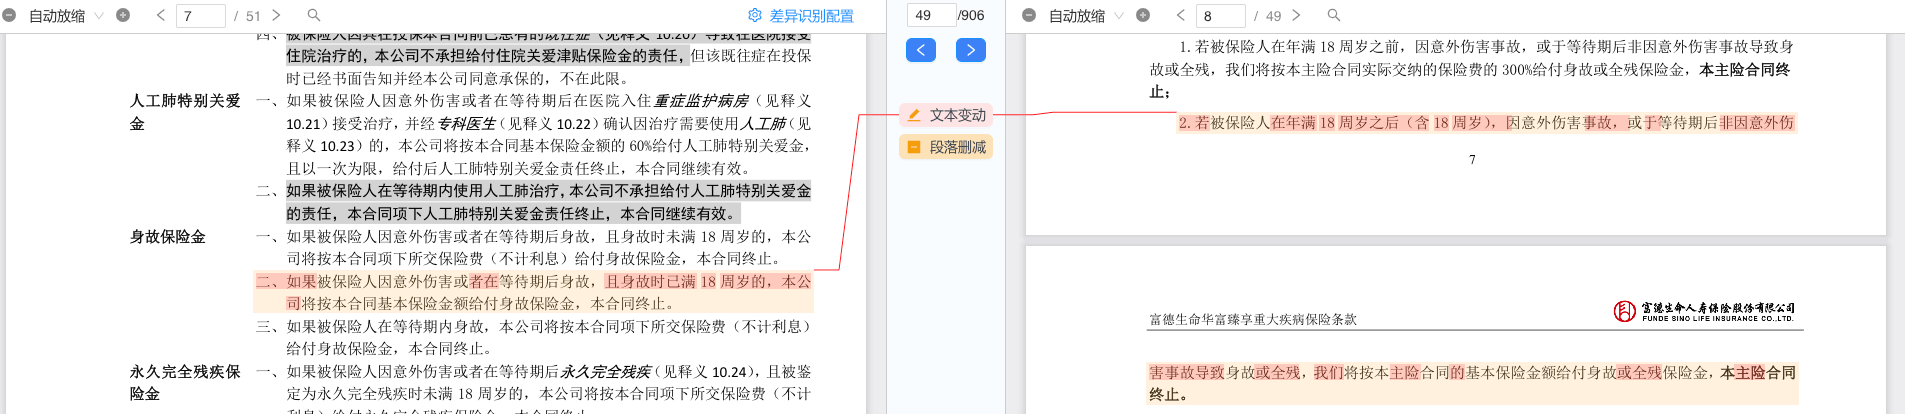 自动放缩 7 / 51 差异识别配置
四、被保险人因其在投保本合同前已患有的既往症（见释义 10.20）导致在医院接受
住院治疗的，本公司不承担给付住院关爱津贴保险金的责任，但该既往症在投保
时已经书面告知并经本公司同意承保的，不在此限。
人工肺特别关爱金
一、如果被保险人因意外伤害或者在等待期后在医院入住重症监护病房（见释义
10.21）接受治疗，并经专科医生（见释义 10.22）确认因治疗需要使用人工肺（见
释义 10.23）的，本公司将按本合同基本保险金额的 60%给付人工肺特别关爱金，
且以一次为限，给付后人工肺特别关爱金责任终止，本合同继续有效。
二、如果被保险人在等待期内使用人工肺治疗，本公司不承担给付人工肺特别关爱金
的责任，本合同项下人工肺特别关爱金责任终止，本合同继续有效。
身故保险金
一、如果被保险人因意外伤害或者在等待期后身故，且身故时未满 18 周岁的，本公
司将按本合同项下所交保险费（不计利息）给付身故保险金，本合同终止。
二、如果被保险人因意外伤害或者在等待期后身故，且身故时已满 18 周岁的，本公
司将按本合同基本保险金额给付身故保险金，本合同终止。
三、如果被保险人在等待期内身故，本公司将按本合同项下所交保险费（不计利息）
给付身故保险金，本合同终止。
永久完全残疾保险金
一、如果被保险人因意外伤害或者在等待期后永久完全残疾（见释义 10.24），且被鉴
定为永久完全残疾时未满 18 周岁的，本公司将按本合同项下所交保险费（不计
利息）给付永久完全残疾保险金，本合同终止。
49 /906
文本变动
段落删减
自动放缩 8 / 49
1. 若被保险人在年满 18 周岁之前，因意外伤害事故，或于等待期后非因意外伤害事故导致身
故或全残，我们将按本主险合同实际交纳的保险费的 300%给付身故或全残保险金，本主险合同终
止；
2. 若被保险人在年满 18 周岁之后（含 18 周岁），因意外伤害事故，或于等待期后非因意外伤
7
富德生命华富臻享重大疾病保险条款
富德生命人寿保险股份有限公司
FUNDE SINO LIFE INSURANCE CO.,LTD.
害事故导致身故或全残，我们将按本主险合同的基本保险金额给付身故或全残保险金，本主险合同
终止。